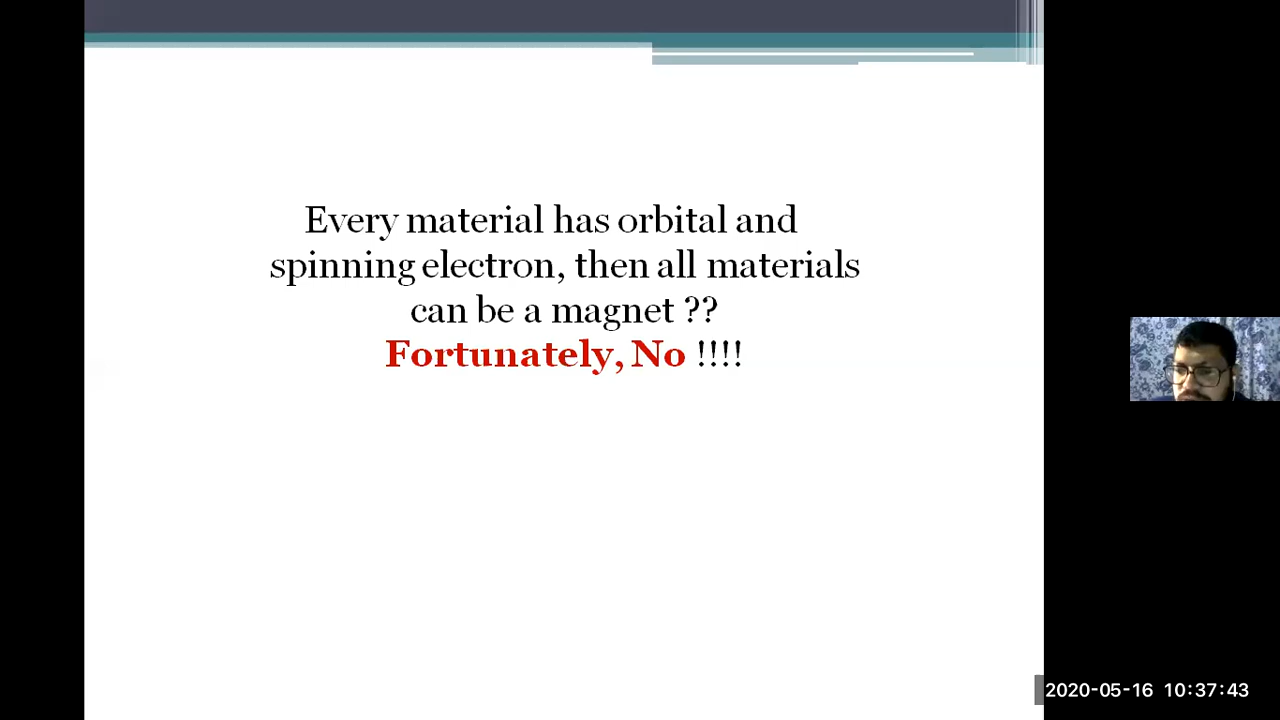 Every material has orbital and
spinning electron, then all materials
can be a magnet ??
Fortunately, No !!!!
2020-05-16 10:37:43